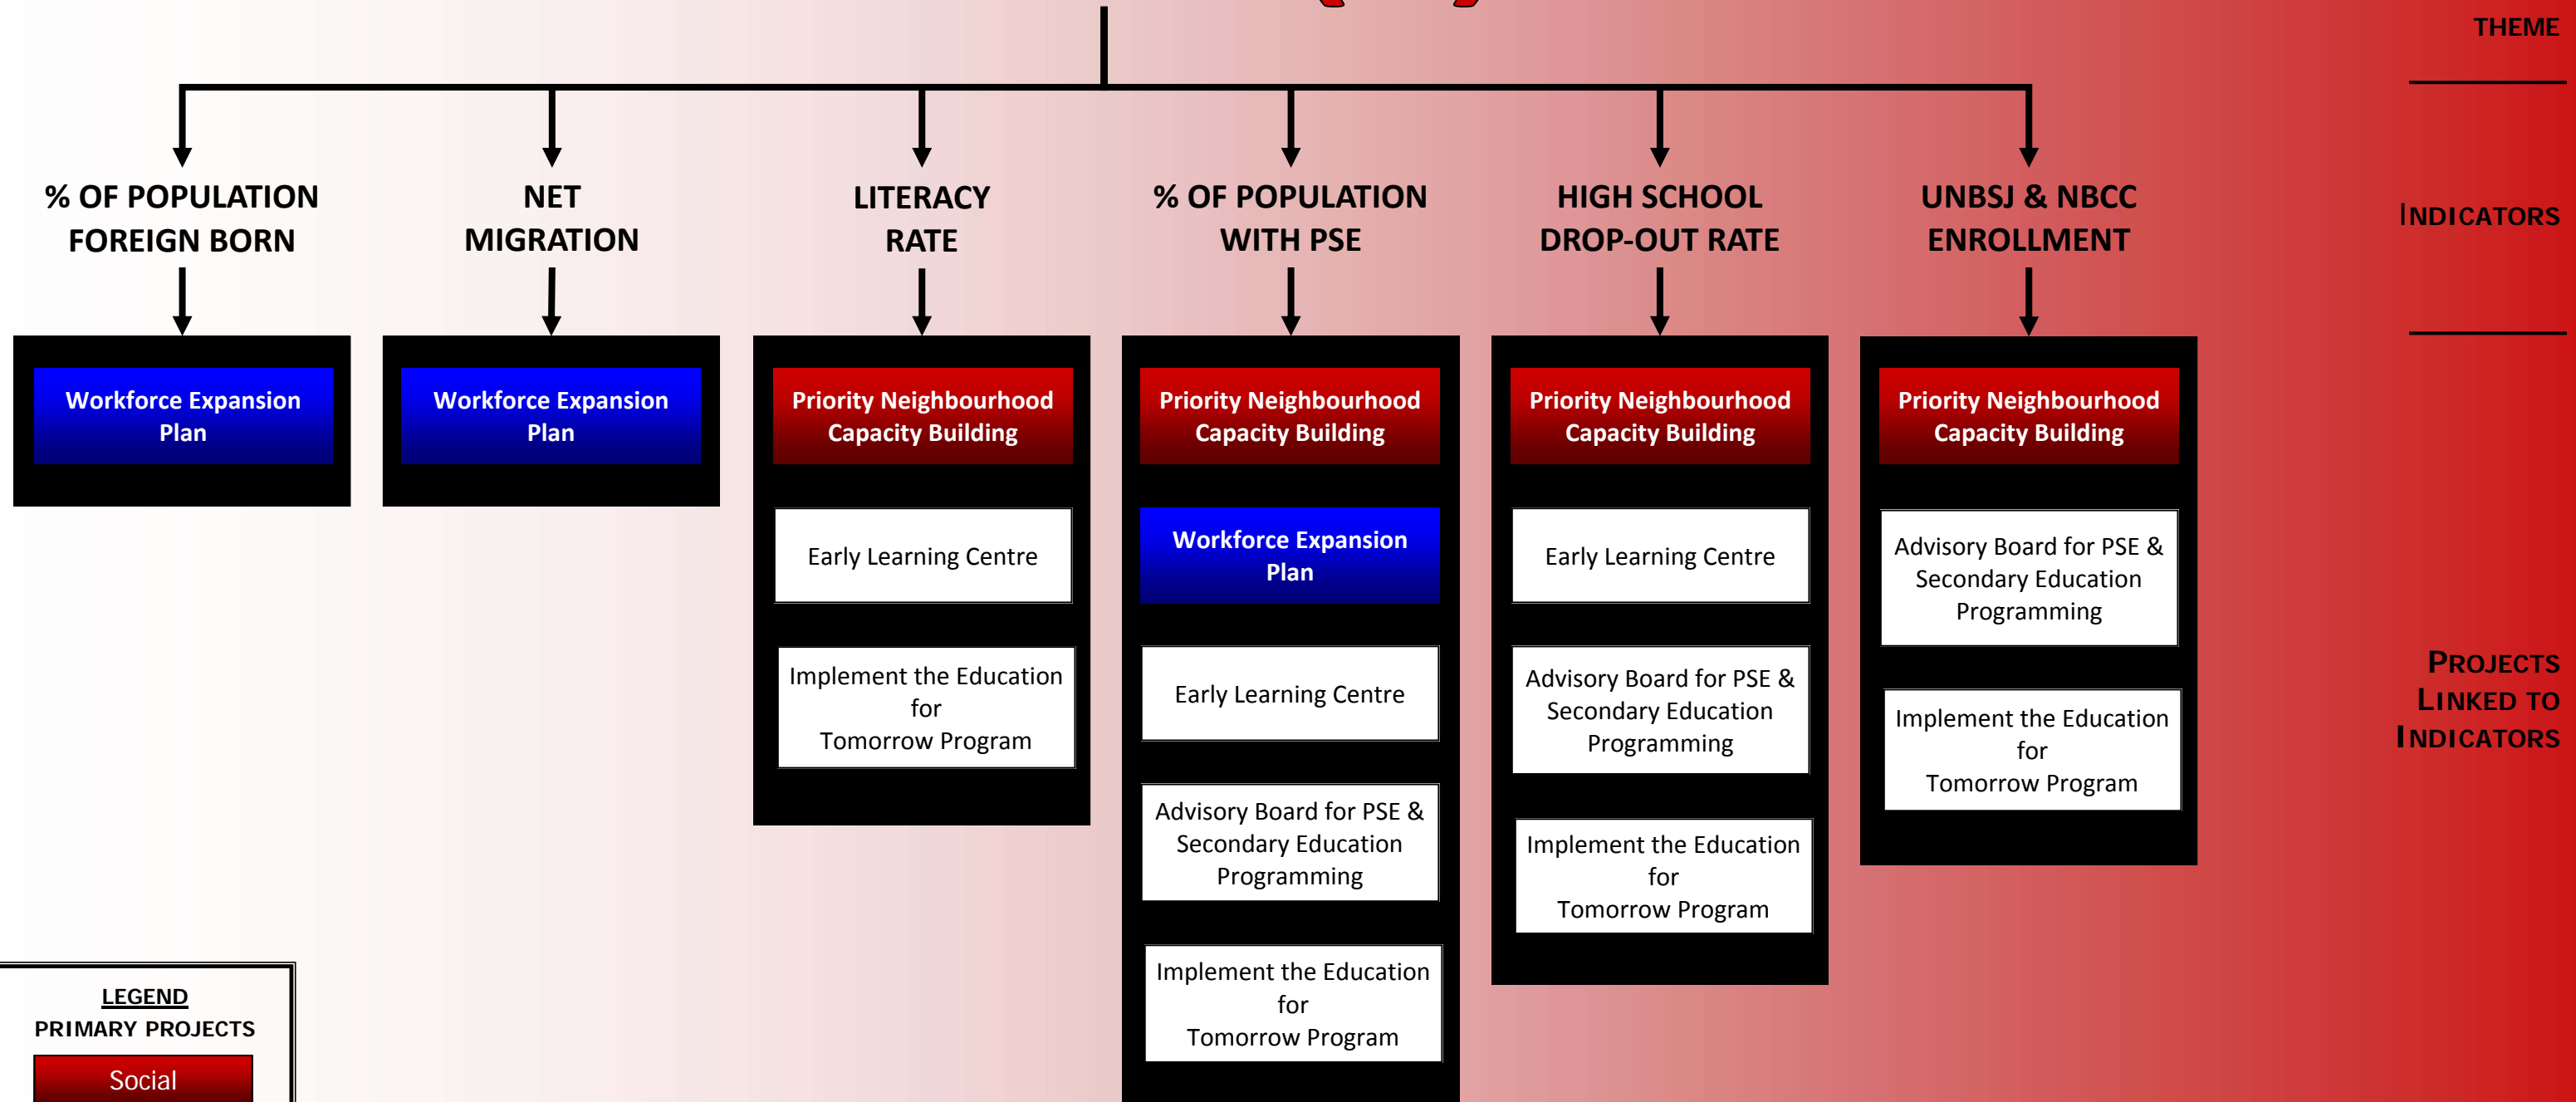 THEME
% OF POPULATION
FOREIGN BORN
NET
MIGRATION
LITERACY
RATE
% OF POPULATION
WITH PSE
HIGH SCHOOL
DROP-OUT RATE
UNBSJ & NBCC
ENROLLMENT
INDICATORS
Workforce Expansion
Plan
Workforce Expansion
Plan
Priority Neighbourhood
Capacity Building
Early Learning Centre
Implement the Education
for
Tomorrow Program
Priority Neighbourhood
Capacity Building
Workforce Expansion
Plan
Early Learning Centre
Advisory Board for PSE &
Secondary Education
Programming
Implement the Education
for
Tomorrow Program
Priority Neighbourhood
Capacity Building
Early Learning Centre
Advisory Board for PSE &
Secondary Education
Programming
Implement the Education
for
Tomorrow Program
Priority Neighbourhood
Capacity Building
Advisory Board for PSE &
Secondary Education
Programming
Implement the Education
for
Tomorrow Program
PROJECTS
LINKED TO
INDICATORS
LEGEND
PRIMARY PROJECTS
Social